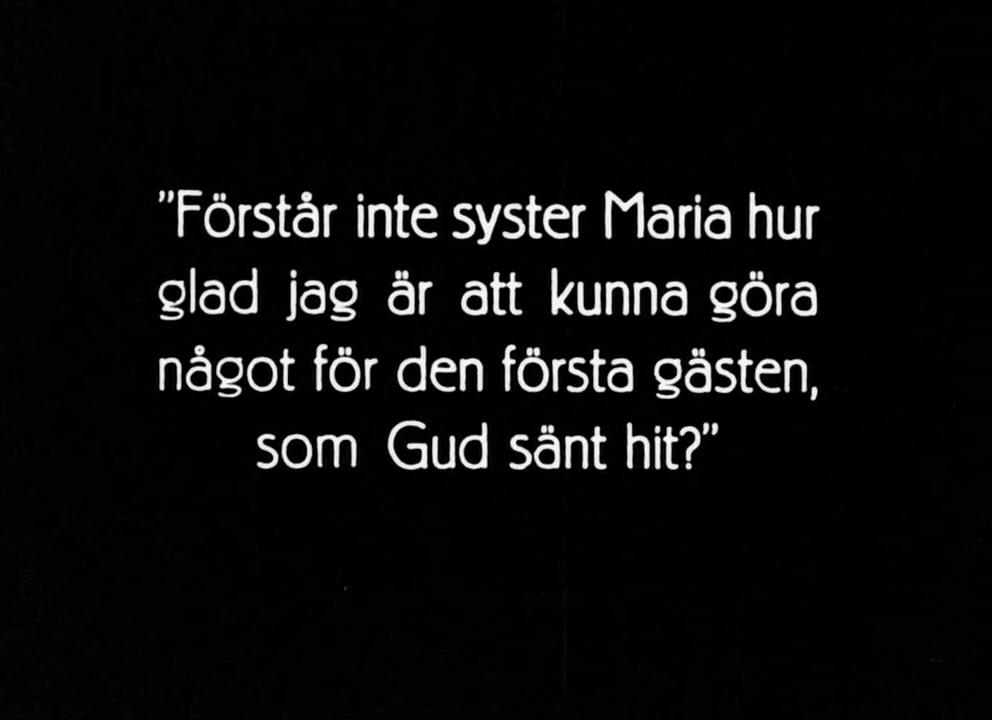 ”Förstår inte syster Maria hur
glad jag är att kunna göra
något för den första gästen,
som Gud sänt hit?”